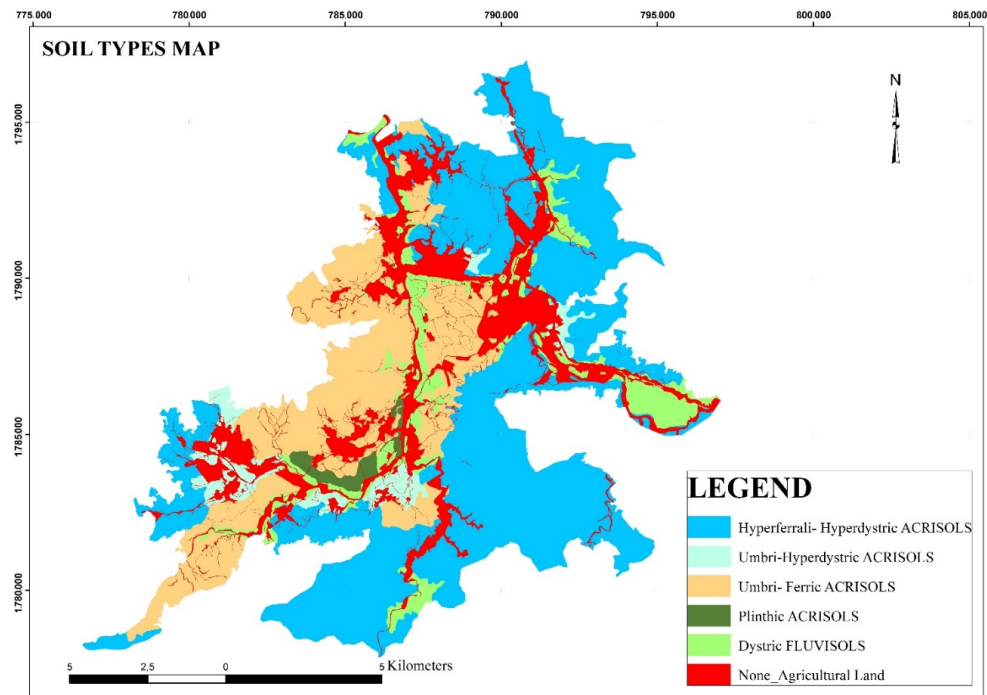 775.000 780.000 785.000 790.000 795.000 800.000 805.000
SOIL TYPES MAP
N
1795.000
1790.000
1785.000
1780.000
LEGEND
Hyperferrali- Hyperdystric ACRISOLS
Umbri-Hyperdystric ACRISOLS
Umbri- Ferric ACRISOLS
Plinthic ACRISOLS
Dystric FLUVISOLS
None_Agricultural Land
5 2,5 0 5 Kilometers